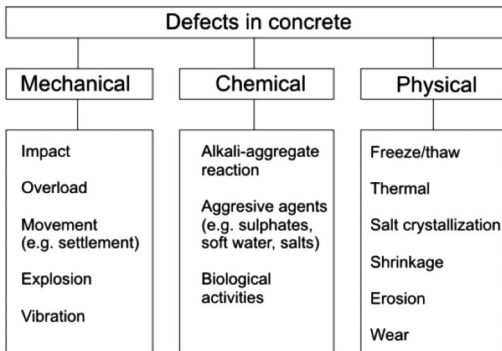 Defects in concrete
Mechanical
Chemical
Physical
Impact
Overload
Movement
(e.g. settlement)
Explosion
Vibration
Alkali-aggregate
reaction
Aggresive agents
(e.g. sulphates,
soft water, salts)
Biological
activities
Freeze/thaw
Thermal
Salt crystallization
Shrinkage
Erosion
Wear